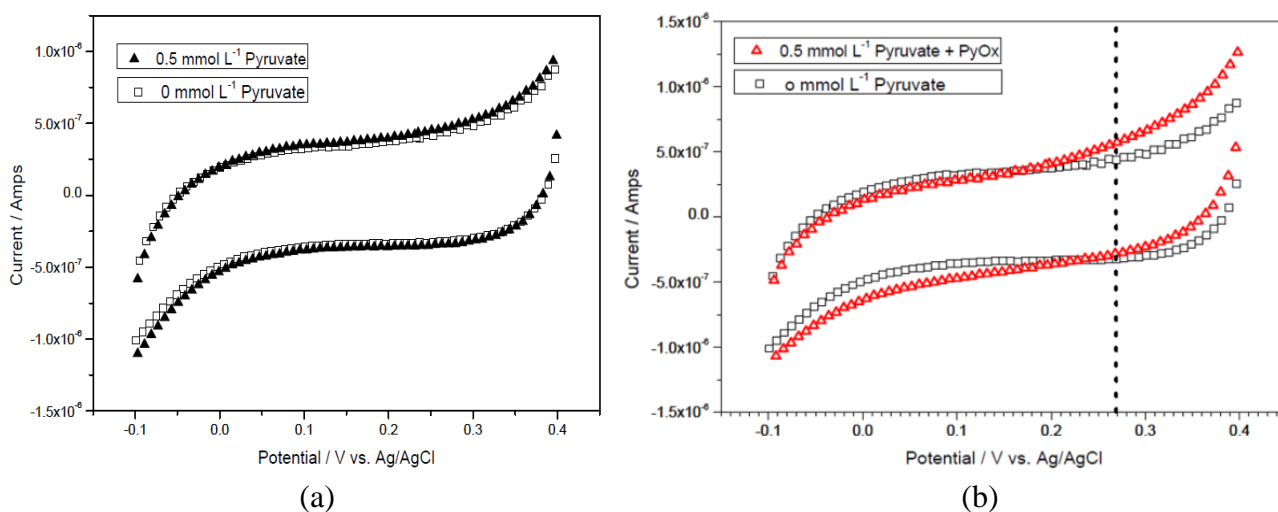 0.5 mmol L⁻¹ Pyruvate
0 mmol L⁻¹ Pyruvate
1.0x10⁻⁶
5.0x10⁻⁷
0.0
-5.0x10⁻⁷
-1.0x10⁻⁶
-1.5x10⁻⁶
Current / Amps
-0.1 0.0 0.1 0.2 0.3 0.4
Potential / V vs. Ag/AgCl
(a)
0.5 mmol L⁻¹ Pyruvate + PyOx
o mmol L⁻¹ Pyruvate
1.5x10⁻⁶
1.0x10⁻⁶
5.0x10⁻⁷
0.0
-5.0x10⁻⁷
-1.0x10⁻⁶
-1.5x10⁻⁶
Current / Amps
-0.1 0.0 0.1 0.2 0.3 0.4
Potential / V vs. Ag/AgCl
(b)